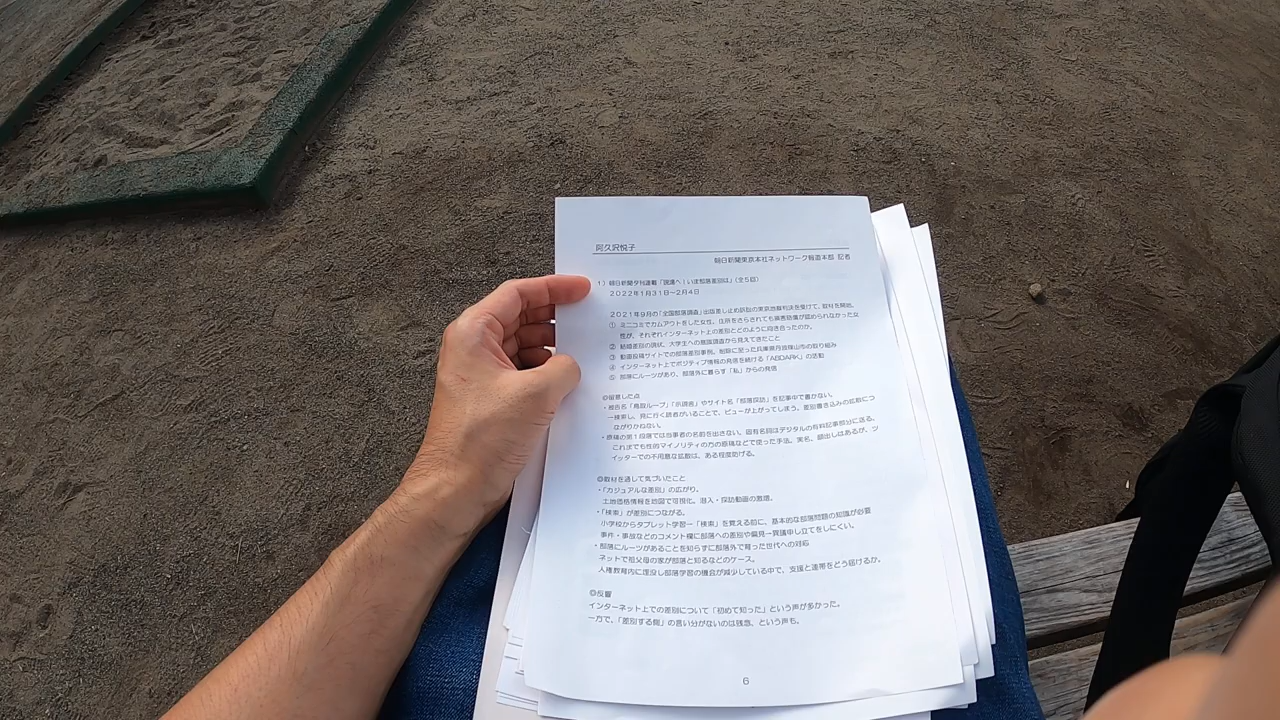 阿久沢悦子
朝日新聞東京本社ネットワーク報道本部 記者
1）朝日新聞夕刊連載「現場へ！いま部落差別は」（全5回）
2022年1月31日～2月4日
2021年9月の「全国部落調査」出版差し止め訴訟の東京地裁判決を受けて、取材を開始。
① ミニコミでカムアウトをした女性、住所をさらされても損害賠償が認められなかった女
性が、それぞれインターネット上の差別とどのように向き合ったのか。
② 結婚差別の現状、大学生への意識調査から見えてきたこと
③ 動画投稿サイトでの部落差別事例。削除に至った兵庫県丹波篠山市の取り組み
④ インターネット上でポジティブ情報の発信を続ける「ABDARK」の活動
⑤ 部落にルーツがあり、部落外に暮らす「私」からの発信
◎留意した点
・被告名「鳥取ループ」「示現舎」やサイト名「部落探訪」を記事中で書かない。
→検索し、見に行く読者がいることで、ビューが上がってしまう。差別書き込みの拡散につ
ながりかねない。
・原稿の第1段落では当事者の名前を出さない。固有名詞はデジタルの有料記事部分に送る。
これまでも性的マイノリティの方の原稿などで使った手法。実名、顔出しはあるが、ツ
イッターでの不用意な拡散は、ある程度防げる。
◎取材を通して気づいたこと
・「カジュアルな差別」の広がり。
土地価格情報を地図で可視化。潜入・探訪動画の激増。
・「検索」が差別につながる。
小学校からタブレット学習→「検索」を覚える前に、基本的な部落問題の知識が必要
事件・事故などのコメント欄に部落への差別や偏見→異議申し立てをしにくい。
・部落にルーツがあることを知らずに部落外で育った世代への対応
ネットで祖父母の家が部落と知るなどのケース。
人権教育内に埋没し部落学習の機会が減少している中で、支援と連帯をどう届けるか。
◎反響
インターネット上での差別について「初めて知った」という声が多かった。
一方で、「差別する側」の言い分がないのは残念、という声も。
6